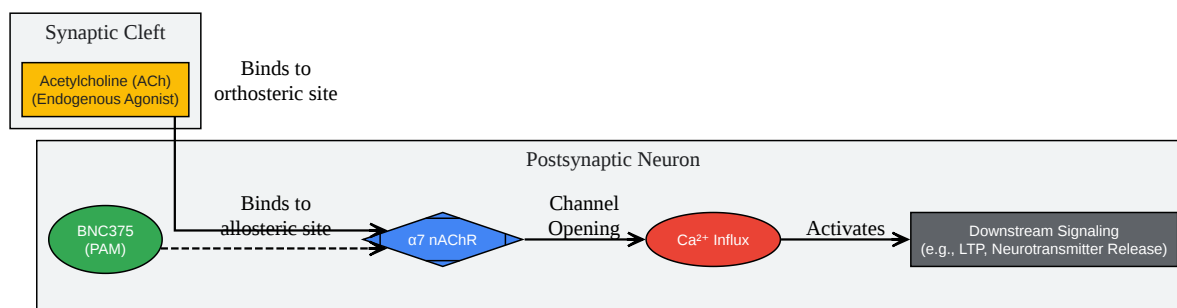 Synaptic Cleft
Acetylcholine (ACh)
(Endogenous Agonist)
Binds to
orthosteric site
Postsynaptic Neuron
BNC375
(PAM)
Binds to
allosteric site
α7 nAChR
Channel
Opening
Ca²⁺ Influx
Activates
Downstream Signaling
(e.g., LTP, Neurotransmitter Release)